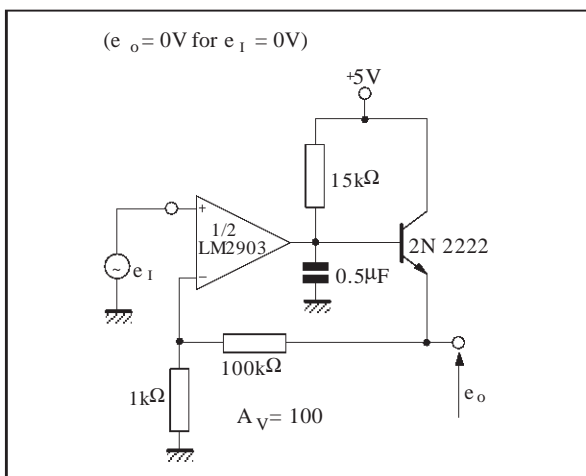 (e o = 0V for e I = 0V)
+5V
15kΩ
1/2
LM2903
+
−
2N 2222
~
e I
0.5µF
100kΩ
1kΩ
e o
A V = 100